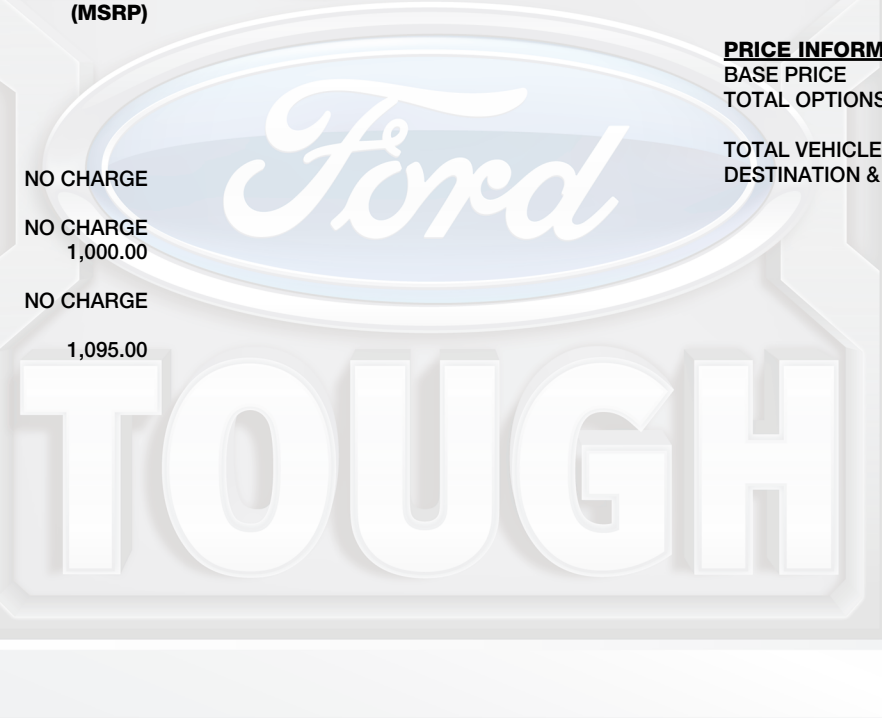 (MSRP)
NO CHARGE
NO CHARGE
1,000.00
NO CHARGE
1,095.00
PRICE INFORM
BASE PRICE
TOTAL OPTIONS
TOTAL VEHICLE
DESTINATION &
Ford
TOUGH